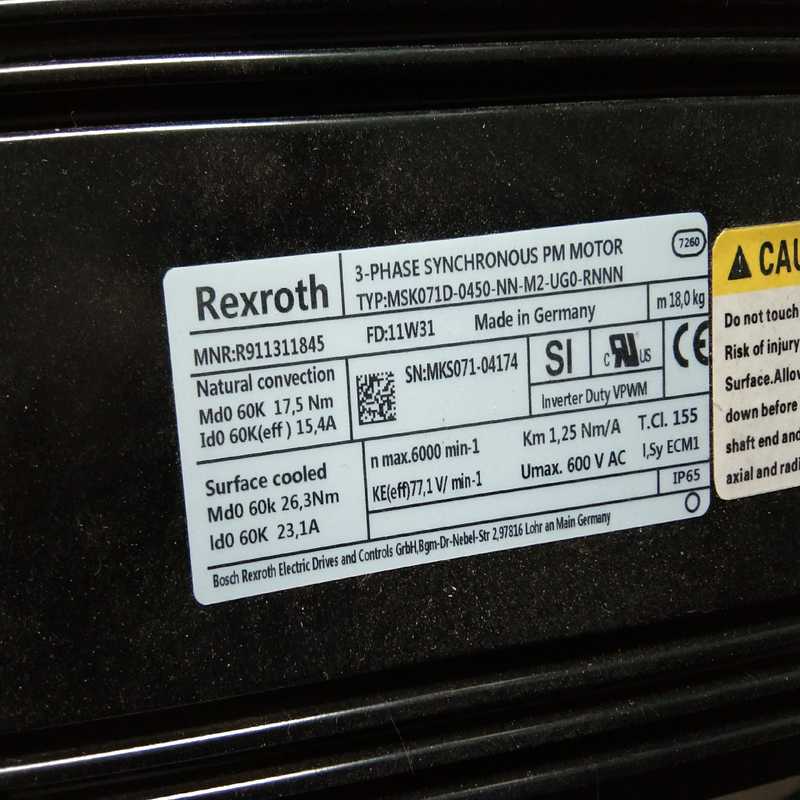 Rexroth
3-PHASE SYNCHRONOUS PM MOTOR
7260
TYP:MSK071D-0450-NN-M2-UG0-RNNN
MNR:R911311845
FD:11W31
Made in Germany
m 18,0 kg
Natural convection
Md0 60K 17,5 Nm
Id0 60K(eff) 15,4A
SN:MKS071-04174
SI
c RU US
CE
Inverter Duty VPWM
Surface cooled
Md0 60k 26,3Nm
Id0 60K 23,1A
n max.6000 min-1
Km 1,25 Nm/A
T.Cl. 155
KE(eff)77,1V/ min-1
Umax. 600 V AC
I,Sy ECM1
IP65
Bosch Rexroth Electric Drives and Controls GrbH,Bgm-Dr-Nebel-Str 2,97816 Lohr an Main Germany
CAU
Do not touch
Risk of injury
Surface.Allow
down before
shaft end and
axial and radi